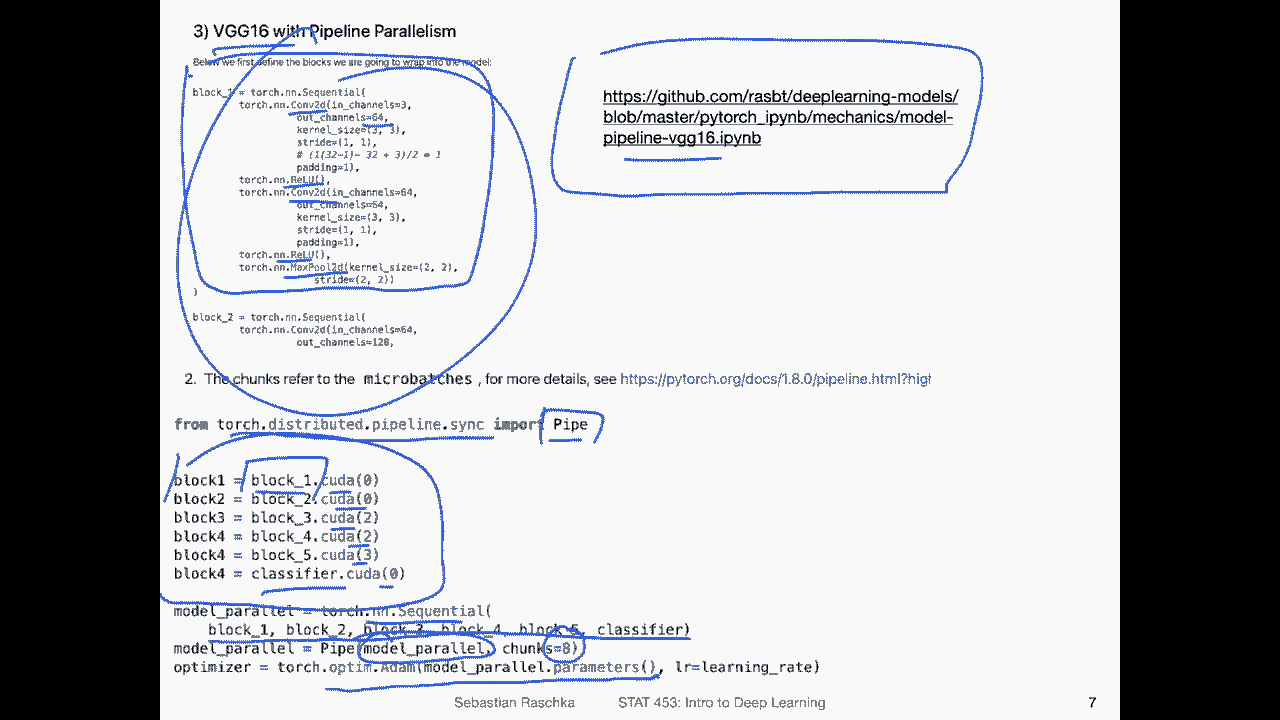 3) VGG16 with Pipeline Parallelism
Below we first define the blocks we are going to wrap into the model:
block_1 = torch.nn.Sequential(
torch.nn.Conv2d(in_channels=3,
out_channels=64,
kernel_size=(3, 3),
stride=(1, 1),
# (1(32-1)- 32 + 3)/2 = 1
padding=1),
torch.nn.ReLU(),
torch.nn.Conv2d(in_channels=64,
out_channels=64,
kernel_size=(3, 3),
stride=(1, 1),
padding=1),
torch.nn.ReLU(),
torch.nn.MaxPool2d(kernel_size=(2, 2),
stride=(2, 2))
)
block_2 = torch.nn.Sequential(
torch.nn.Conv2d(in_channels=64,
out_channels=128,
https://github.com/rasbt/deeplearning-models/
blob/master/pytorch_ipynb/mechanics/model-
pipeline-vgg16.ipynb
2. The chunks refer to the microbatches , for more details, see https://pytorch.org/docs/1.8.0/pipeline.html?higl
from torch.distributed.pipeline.sync import Pipe
block1 = block_1.cuda(0)
block2 = block_2.cuda(0)
block3 = block_3.cuda(2)
block4 = block_4.cuda(2)
block4 = block_5.cuda(3)
block4 = classifier.cuda(0)
model_parallel = torch.nn.Sequential(
block_1, block_2, block_3, block_4, block_5, classifier)
model_parallel = Pipe(model_parallel, chunks=8)
optimizer = torch.optim.Adam(model_parallel.parameters(), lr=learning_rate)
Sebastian Raschka STAT 453: Intro to Deep Learning 7